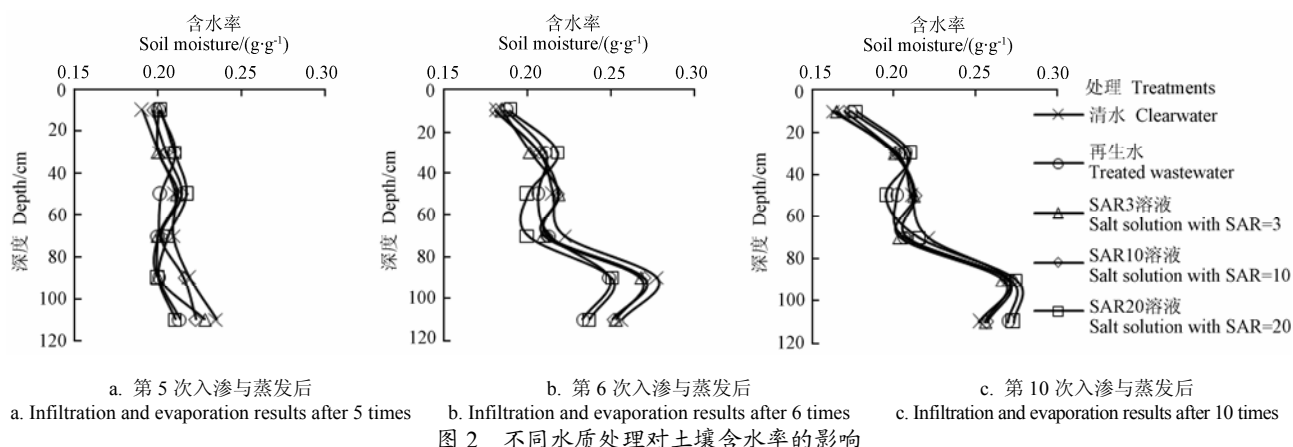 含水率
Soil moisture/(g·g⁻¹)
0.15 0.20 0.25 0.30
0
20
40
60
80
100
120
深度 Depth/cm
a. 第 5 次入渗与蒸发后
a. Infiltration and evaporation results after 5 times
含水率
Soil moisture/(g·g⁻¹)
0.15 0.20 0.25 0.30
0
20
40
60
80
100
120
深度 Depth/cm
b. 第 6 次入渗与蒸发后
b. Infiltration and evaporation results after 6 times
含水率
Soil moisture/(g·g⁻¹)
0.15 0.20 0.25 0.30
0
20
40
60
80
100
120
深度 Depth/cm
c. 第 10 次入渗与蒸发后
c. Infiltration and evaporation results after 10 times
处理 Treatments
清水 Clearwater
再生水
Treated wastewater
SAR3溶液
Salt solution with SAR=3
SAR10溶液
Salt solution with SAR=10
SAR20溶液
Salt solution with SAR=20
图 2 不同水质处理对土壤含水率的影响